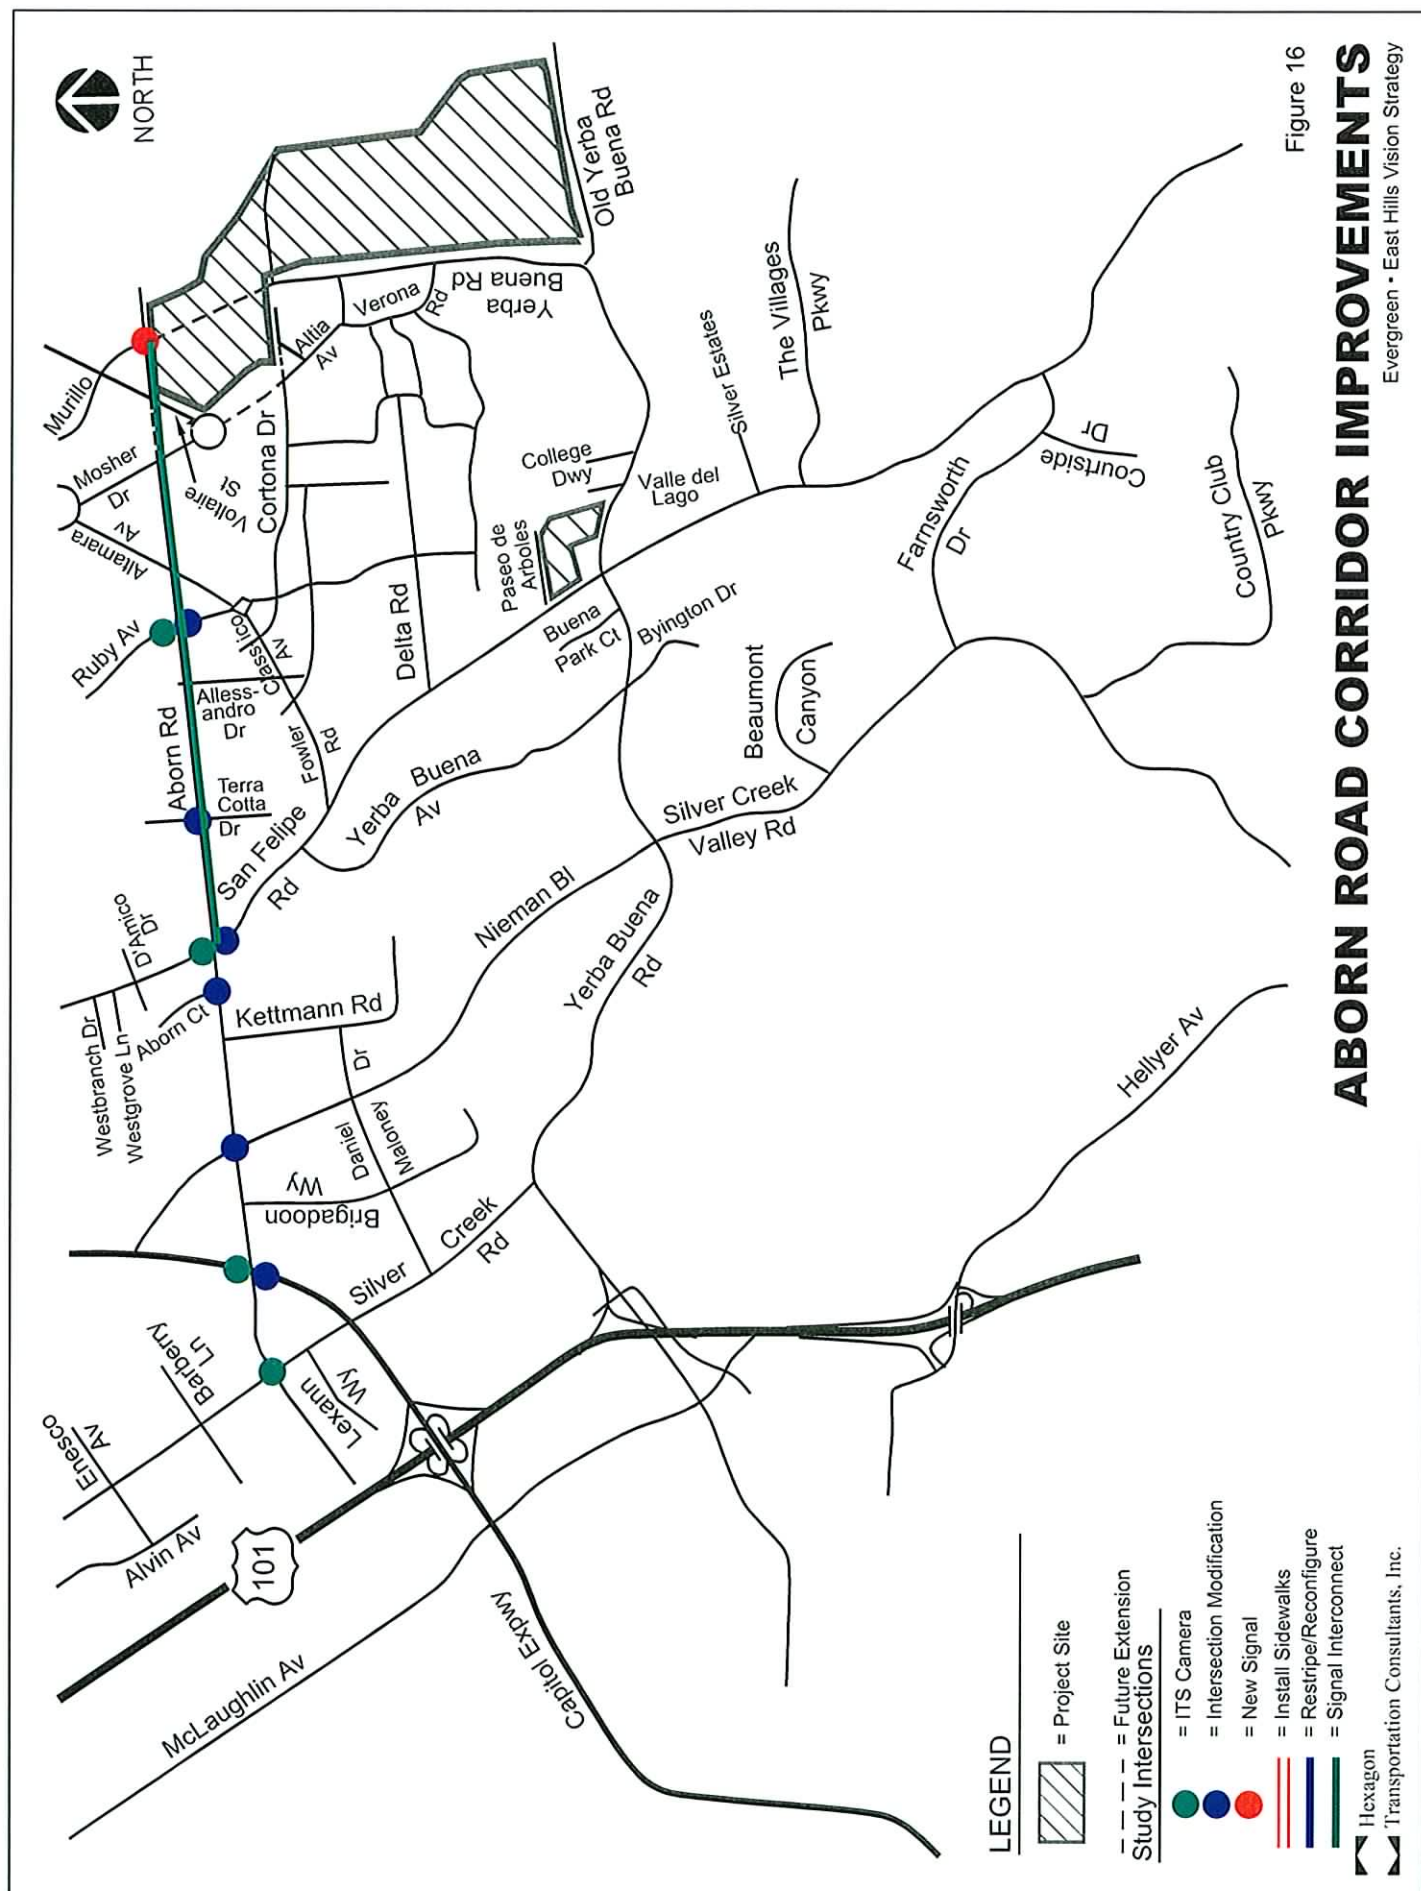 NORTH
Murillo
Mosher
Dr
Altamara
Av
Voltaire
St
Cortona Dr
Altia
Av
Verona
Rd
Yerba
Buena Rd
Old Yerba
Buena Rd
Ruby Av
Aborn Rd
Alless-
andro
Dr
Av
Terra
Cotta
Dr
Fowler
Rd
Delta Rd
San Felipe
Rd
Yerba Buena
Av
Paseo de
Arboles
College
Dwy
Valle del
Lago
Silver Estates
The Villages
Pkwy
Buena
Park Ct
Byington Dr
Beaumont
Canyon
Farnsworth
Dr
Courtside
Dr
Country Club
Pkwy
Silver Creek
Valley Rd
Nieman Bl
Yerba Buena
Rd
D'Amico
Dr
Westbranch Dr
Westgrove Ln
Aborn Ct
Kettmann Rd
Daniel
Maloney
Dr
Brigadoon
Wy
Silver Creek
Rd
Hellyer Av
Barberry
Ln
Lexann
Wy
Enesco
Av
Alvin Av
101
McLaughlin Av
Capitol Expwy
LEGEND
= Project Site
= Future Extension
Study Intersections
= ITS Camera
= Intersection Modification
= New Signal
= Install Sidewalks
= Restripe/Reconfigure
= Signal Interconnect
Hexagon
Transportation Consultants, Inc.
Figure 16
ABORN ROAD CORRIDOR IMPROVEMENTS
Evergreen • East Hills Vision Strategy